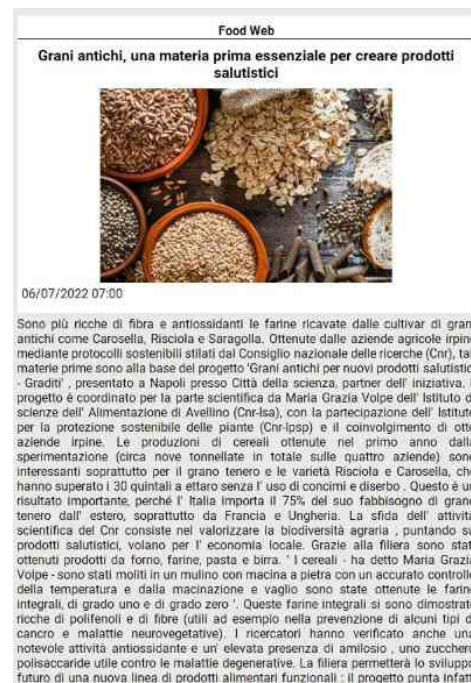 Food Web
Grani antichi, una materia prima essenziale per creare prodotti
salutistici
06/07/2022 07:00
Sono più ricche di fibra e antiossidanti le farine ricavate dalle cultivar di grani
antichi come Carosella, Risciola e Saragolla. Ottenute dalle aziende agricole irpine
mediante protocolli sostenibili stilati dal Consiglio nazionale delle ricerche (Cnr), tali
materie prime sono alla base del progetto 'Grani antichi per nuovi prodotti salutistici
- Graditi' , presentato a Napoli presso Città della scienza, partner dell' iniziativa. Il
progetto è coordinato per la parte scientifica da Maria Grazia Volpe dell' Istituto di
scienze dell' Alimentazione di Avellino (Cnr-Isa), con la partecipazione dell' Istituto
per la protezione sostenibile delle piante (Cnr-Ipsp) e il coinvolgimento di otto
aziende irpine. Le produzioni di cereali ottenute nel primo anno dalla
sperimentazione (circa nove tonnellate in totale sulle quattro aziende) sono
interessanti soprattutto per il grano tenero e le varietà Risciola e Carosella, che
hanno superato i 30 quintali a ettaro senza l' uso di concimi e diserbo . Questo è un
risultato importante, perché l' Italia importa il 75% del suo fabbisogno di grano
tenero dall' estero, soprattutto da Francia e Ungheria. La sfida dell' attività
scientifica del Cnr consiste nel valorizzare la biodiversità agraria , puntando su
prodotti salutistici, volano per l' economia locale. Grazie alla filiera sono stati
ottenuti prodotti da forno, farine, pasta e birra. ' I cereali - ha detto Maria Grazia
Volpe - sono stati moliti in un mulino con macina a pietra con un accurato controllo
della temperatura e dalla macinazione e vaglio sono state ottenute le farine
integrali, di grado uno e di grado zero '. Queste farine integrali si sono dimostrate
ricche di polifenoli e di fibre (utili ad esempio nella prevenzione di alcuni tipi di
cancro e malattie neurovegetative). I ricercatori hanno verificato anche una
notevole attività antiossidante e un' elevata presenza di amilosio , uno zucchero
polisaccaride utile contro le malattie degenerative. La filiera permetterà lo sviluppo
futuro di una nuova linea di prodotti alimentari funzionali : il progetto punta infatti